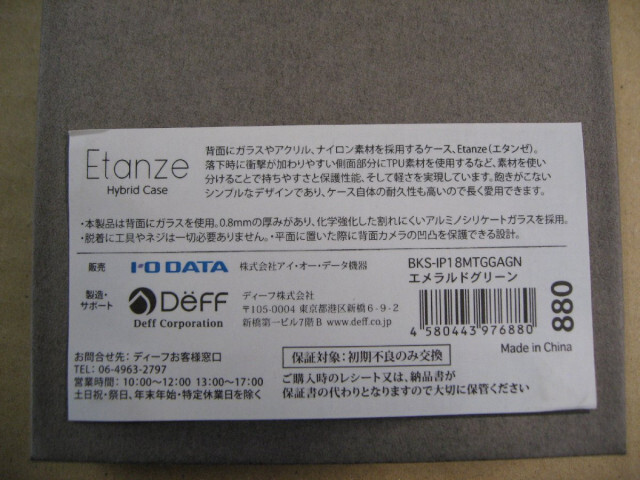 Etanze
Hybrid Case
背面にガラスやアクリル、ナイロン素材を採用するケース、Etanze（エタンゼ）。
落下時に衝撃が加わりやすい側面部分にTPU素材を使用するなど、素材を使い
分けることで持ちやすさと保護性能、そして軽さを実現しています。飽きがこない
シンプルなデザインであり、ケース自体の耐久性も高いので長く愛用できます。
・本製品は背面にガラスを使用。0.8mmの厚みがあり、化学強化した割れにくいアルミノシリケートガラスを採用。
・脱着に工具やネジは一切必要ありません。・平面に置いた際に背面カメラの凹凸を保護できる設計。
販売 I-O DATA 株式会社アイ・オー・データ機器
製造・
サポート
DEFF
Deff Corporation
ディーフ株式会社
〒105-0004 東京都港区新橋6-9-2
新橋第一ビル7階B www.deff.co.jp
BKS-IP18MTGGAGN
エメラルドグリーン
4 580443 976880
880
Made in China
お問合せ先：ディーフお客様窓口
TEL: 06-4963-2797
営業時間：10:00〜12:00 13:00〜17:00
土日祝・祭日、年末年始・特定休業日を除く
保証対象：初期不良のみ交換
ご購入時のレシート又は、納品書が
保証書の代わりとなりますので大切に保管ください